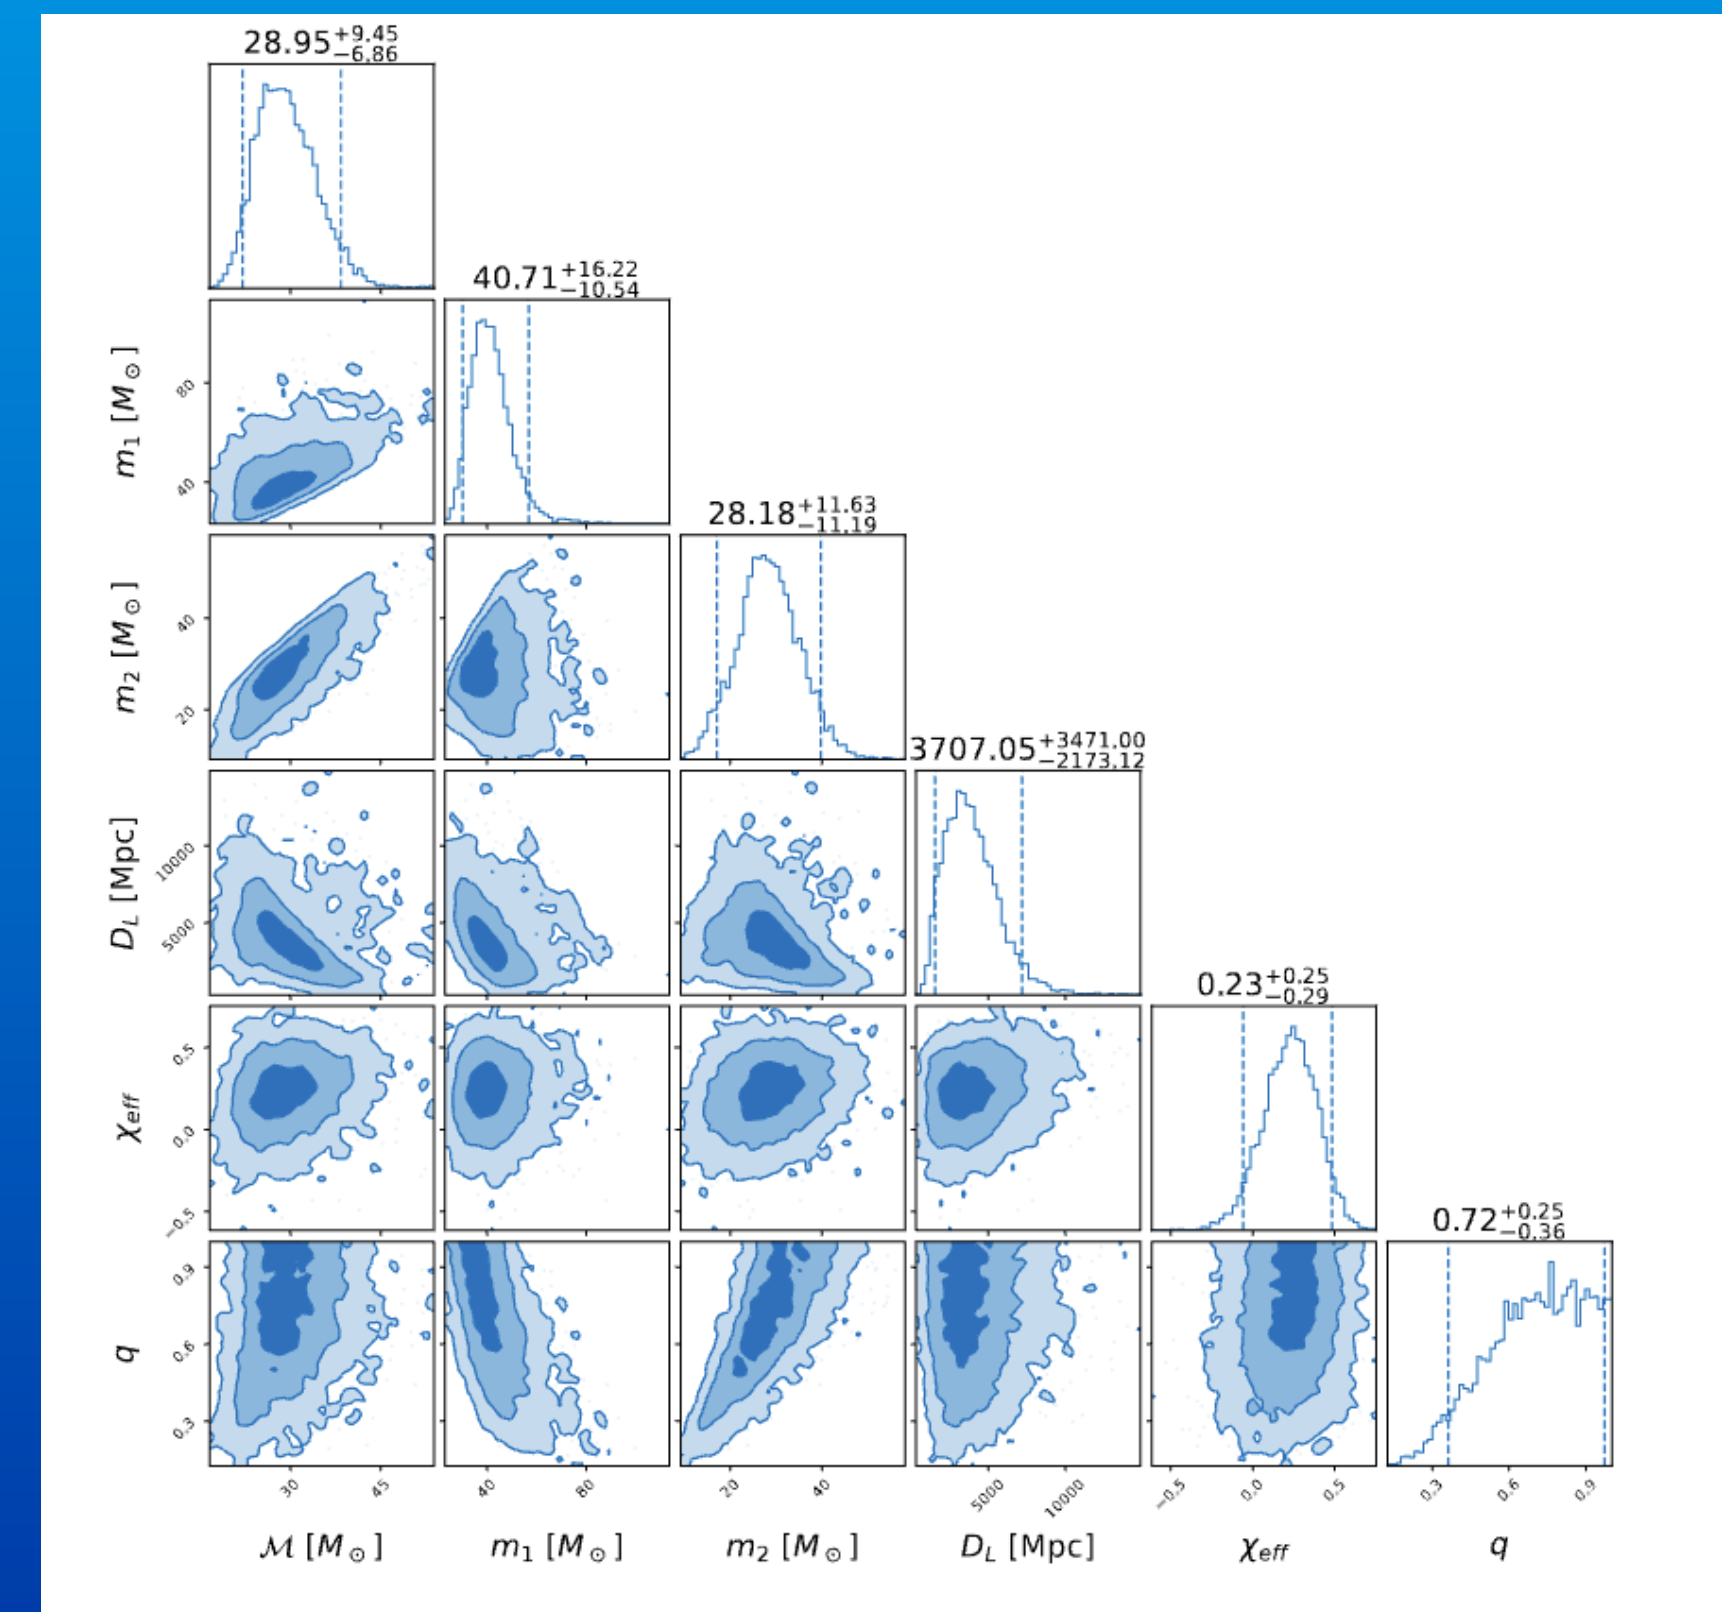 28.95 +9.45 −6.86
40.71 +16.22 −10.54
m₁ [M⊙]
80
40
28.18 +11.63 −11.19
m₂ [M⊙]
40
20
3707.05 +3471.00 −2173.12
D_L [Mpc]
10000
5000
0.23 +0.25 −0.29
χ_eff
0.5
0.0
−0.5
0.72 +0.25 −0.36
q
0.9
0.6
0.3
30 45 40 80 20 40 5000 10000 −0.5 0.0 0.5 0.3 0.6 0.9
ℳ [M⊙] m₁ [M⊙] m₂ [M⊙] D_L [Mpc] χ_eff q